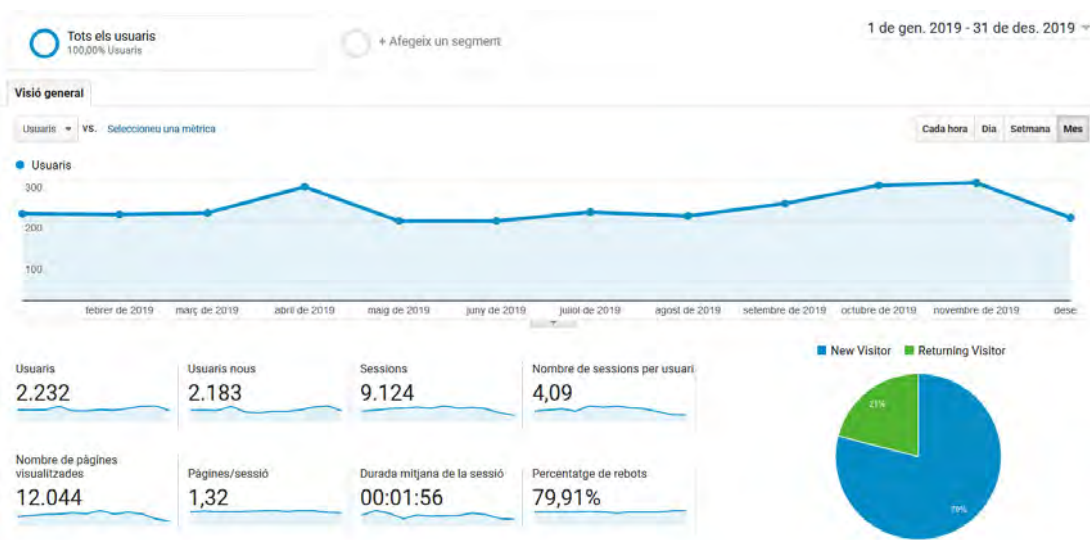 Tots els usuaris
100,00% Usuaris
+ Afegeix un segment
1 de gen. 2019 - 31 de des. 2019
Visió general
Usuaris
VS.
Seleccioneu una mètrica
Cada hora
Dia
Setmana
Mes
Usuaris
300
200
100
febrer de 2019
març de 2019
abril de 2019
maig de 2019
juny de 2019
juliol de 2019
agost de 2019
setembre de 2019
octubre de 2019
novembre de 2019
dese
New Visitor
Returning Visitor
Usuaris
2.232
Usuaris nous
2.183
Sessions
9.124
Nombre de sessions per usuari
4,09
Nombre de pàgines
visualitzades
12.044
Pàgines/sessió
1,32
Durada mitjana de la sessió
00:01:56
Percentatge de rebots
79,91%
21%
79%